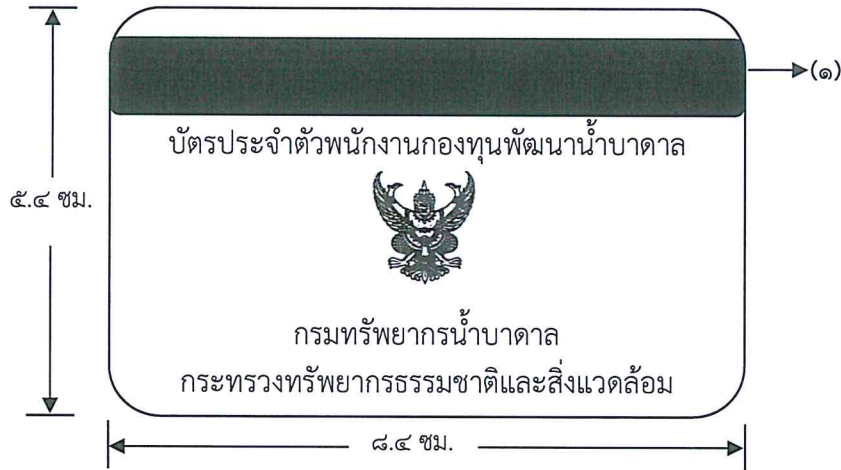 (๑)
บัตรประจำตัวพนักงานกองทุนพัฒนาน้ำบาดาล
๕.๔ ซม.
กรมทรัพยากรน้ำบาดาล
กระทรวงทรัพยากรธรรมชาติและสิ่งแวดล้อม
๘.๔ ซม.